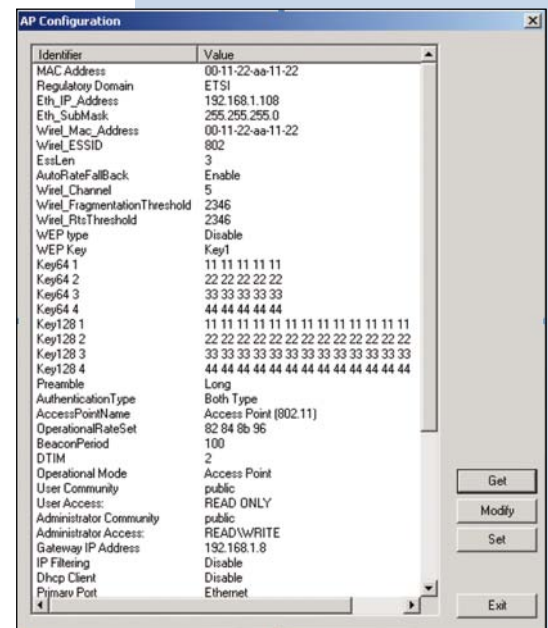 AP Configuration
Identifier Value
MAC Address 00-11-22-aa-11-22
Regulatory Domain ETSI
Eth_IP_Address 192.168.1.108
Eth_SubMask 255.255.255.0
Wirel_Mac_Address 00-11-22-aa-11-22
Wirel_ESSID 802
EssLen 3
AutoRateFallBack Enable
Wirel_Channel 5
Wirel_FragmentationThreshold 2346
Wirel_RtsThreshold 2346
WEP type Disable
WEP Key Key1
Key64 1 11 11 11 11 11
Key64 2 22 22 22 22 22
Key64 3 33 33 33 33 33
Key64 4 44 44 44 44 44
Key128 1 11 11 11 11 11 11 11 11 11 11 11 11 11
Key128 2 22 22 22 22 22 22 22 22 22 22 22 22 22
Key128 3 33 33 33 33 33 33 33 33 33 33 33 33 33
Key128 4 44 44 44 44 44 44 44 44 44 44 44 44 44
Preamble Long
AuthenticationType Both Type
AccessPointName Access Point (802.11)
OperationalRateSet 82 84 8b 96
BeaconPeriod 100
DTIM 2
Operational Mode Access Point
User Community public
User Access: READ ONLY
Administrator Community public
Administrator Access: READ\WRITE
Gateway IP Address 192.168.1.8
IP Filtering Disable
Dhcp Client Disable
Primary Port Ethernet
Get
Modify
Set
Exit